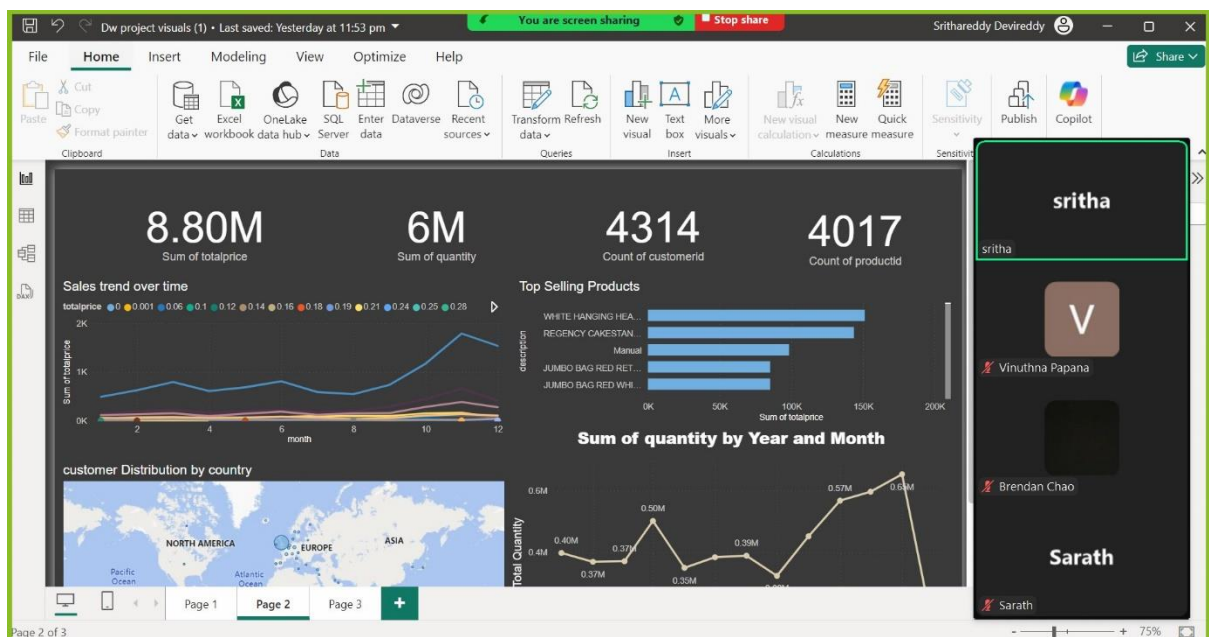 Dw project visuals (1) • Last saved: Yesterday at 11:53 pm
You are screen sharing
Stop share
Srithareddy Devireddy
File Home Insert Modeling View Optimize Help
Share
Paste
Cut
Copy
Format painter
Clipboard
Get data
Excel workbook
OneLake data hub
SQL Server
Enter data
Dataverse
Recent sources
Data
Transform data
Refresh
Queries
New visual
Text box
More visuals
Insert
New visual calculation
New measure
Quick measure
Calculations
Sensitivity
Sensitivit
Publish
Copilot
8.80M
Sum of totalprice
6M
Sum of quantity
4314
Count of customerid
4017
Count of productid
Sales trend over time
totalprice 0 0.001 0.06 0.1 0.12 0.14 0.16 0.18 0.19 0.21 0.24 0.25 0.28
Sum of totalprice
2K
1K
0K
2 4 6 8 10 12
month
Top Selling Products
description
WHITE HANGING HEA...
REGENCY CAKESTAN...
Manual
JUMBO BAG RED RET...
JUMBO BAG RED WHI...
0K 50K 100K 150K 200K
Sum of totalprice
customer Distribution by country
NORTH AMERICA
EUROPE
ASIA
Pacific
Ocean
Atlantic
Ocean
Sum of quantity by Year and Month
Total Quantity
0.6M
0.4M
0.40M
0.37M
0.37M
0.50M
0.35M
0.39M
0.57M
sritha
sritha
V
Vinuthna Papana
Brendan Chao
Sarath
Sarath
Page 1 Page 2 Page 3
Page 2 of 3
75%